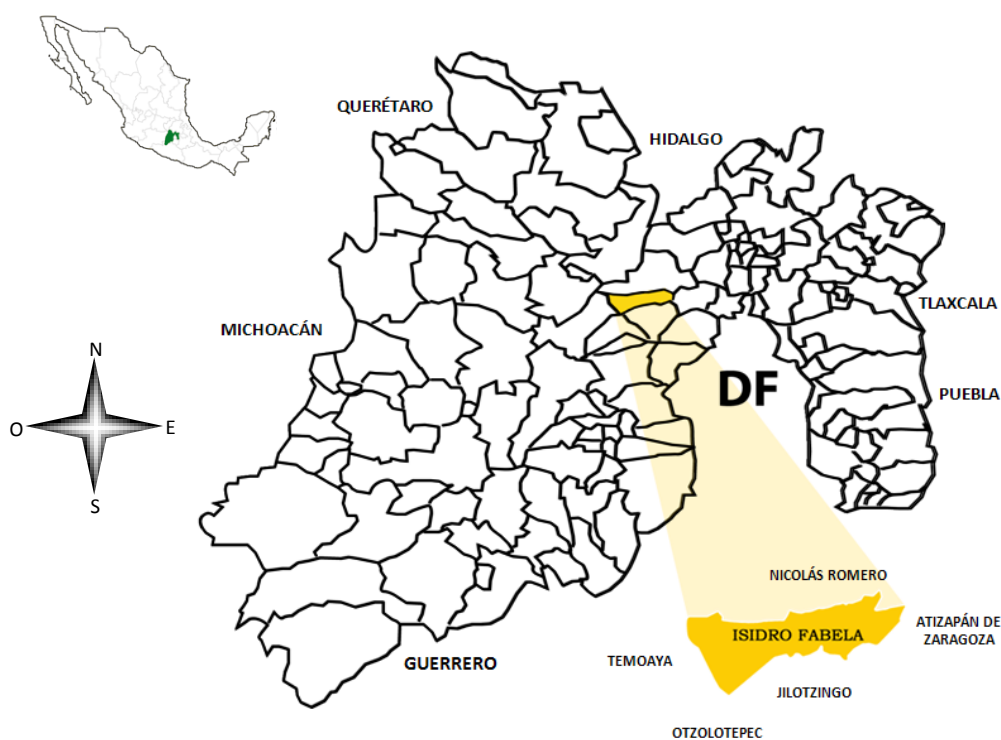 QUERÉTARO
HIDALGO
TLAXCALA
MICHOACÁN
N
O
E
S
DF
PUEBLA
NICOLÁS ROMERO
ISIDRO FABELA
ATIZAPÁN DE
ZARAGOZA
TEMOAYA
GUERRERO
JILOTZINGO
OTZOLOTEPEC